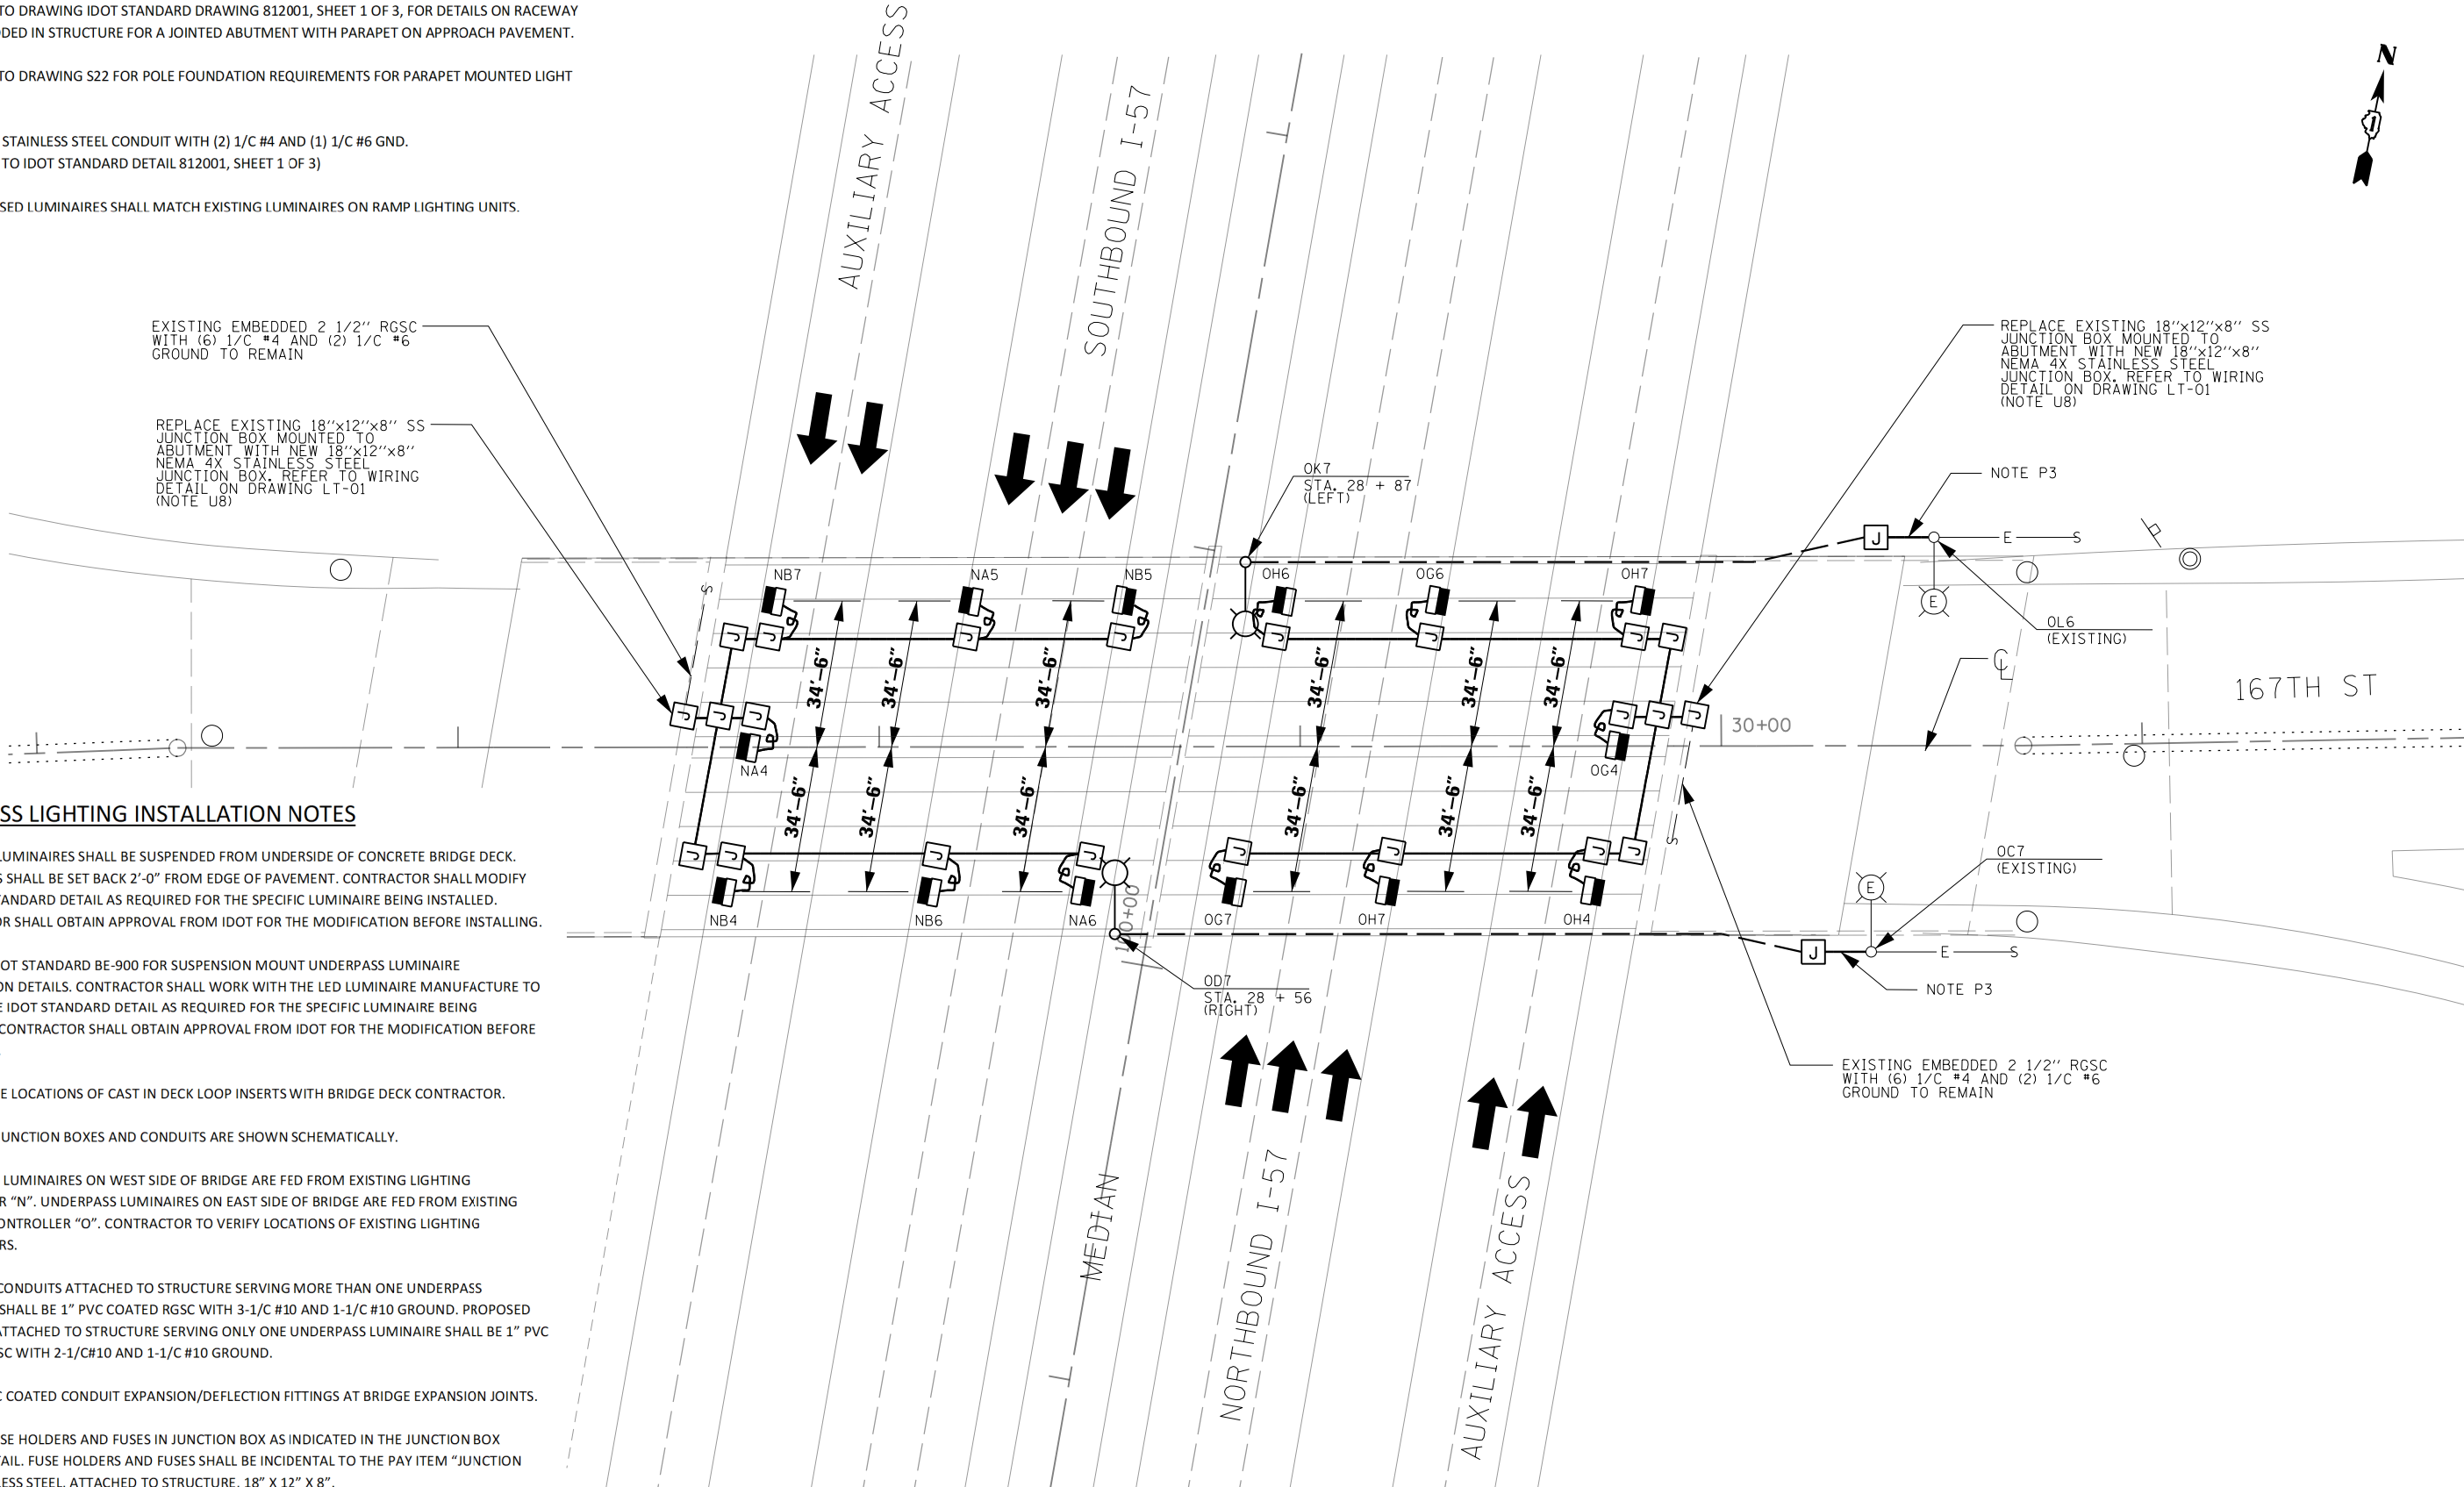 TO DRAWING IDOT STANDARD DRAWING 812001, SHEET 1 OF 3, FOR DETAILS ON RACEWAY
DDED IN STRUCTURE FOR A JOINTED ABUTMENT WITH PARAPET ON APPROACH PAVEMENT.
TO DRAWING S22 FOR POLE FOUNDATION REQUIREMENTS FOR PARAPET MOUNTED LIGHT
STAINLESS STEEL CONDUIT WITH (2) 1/C #4 AND (1) 1/C #6 GND.
TO IDOT STANDARD DETAIL 812001, SHEET 1 OF 3)
SED LUMINAIRES SHALL MATCH EXISTING LUMINAIRES ON RAMP LIGHTING UNITS.
AUXILIARY ACCESS
SOUTHBOUND I-57
N
1
EXISTING EMBEDDED 2 1/2" RGSC
WITH (6) 1/C #4 AND (2) 1/C #6
GROUND TO REMAIN
REPLACE EXISTING 18"x12"x8" SS
JUNCTION BOX MOUNTED TO
ABUTMENT WITH NEW 18"x12"x8"
NEMA 4X STAINLESS STEEL
JUNCTION BOX. REFER TO WIRING
DETAIL ON DRAWING LT-01
(NOTE U8)
REPLACE EXISTING 18"x12"x8" SS
JUNCTION BOX MOUNTED TO
ABUTMENT WITH NEW 18"x12"x8"
NEMA 4X STAINLESS STEEL
JUNCTION BOX. REFER TO WIRING
DETAIL ON DRAWING LT-01
(NOTE U8)
OK7
STA. 28 + 87
(LEFT)
NOTE P3
J E S
E
OL6
(EXISTING)
CL
167TH ST
30+00
S
NB7 NA5 NB5 OH6 OG6 OH7
J J J J J J J J
34'-6" 34'-6" 34'-6" 34'-6" 34'-6" 34'-6"
J J J J J J
NA4 OG4
34'-6" 34'-6" 34'-6" 34'-6" 34'-6" 34'-6"
S
J J J J J J J J
NB4 NB6 NA6 OG7 OH7 OH4
100+00
OD7
STA. 28 + 56
(RIGHT)
E
OC7
(EXISTING)
J E S
NOTE P3
EXISTING EMBEDDED 2 1/2" RGSC
WITH (6) 1/C #4 AND (2) 1/C #6
GROUND TO REMAIN
MEDIAN
NORTHBOUND I-57
AUXILIARY ACCESS
SS LIGHTING INSTALLATION NOTES
LUMINAIRES SHALL BE SUSPENDED FROM UNDERSIDE OF CONCRETE BRIDGE DECK.
S SHALL BE SET BACK 2'-0" FROM EDGE OF PAVEMENT. CONTRACTOR SHALL MODIFY
TANDARD DETAIL AS REQUIRED FOR THE SPECIFIC LUMINAIRE BEING INSTALLED.
OR SHALL OBTAIN APPROVAL FROM IDOT FOR THE MODIFICATION BEFORE INSTALLING.
OT STANDARD BE-900 FOR SUSPENSION MOUNT UNDERPASS LUMINAIRE
ON DETAILS. CONTRACTOR SHALL WORK WITH THE LED LUMINAIRE MANUFACTURE TO
E IDOT STANDARD DETAIL AS REQUIRED FOR THE SPECIFIC LUMINAIRE BEING
CONTRACTOR SHALL OBTAIN APPROVAL FROM IDOT FOR THE MODIFICATION BEFORE
.
E LOCATIONS OF CAST IN DECK LOOP INSERTS WITH BRIDGE DECK CONTRACTOR.
UNCTION BOXES AND CONDUITS ARE SHOWN SCHEMATICALLY.
LUMINAIRES ON WEST SIDE OF BRIDGE ARE FED FROM EXISTING LIGHTING
R "N". UNDERPASS LUMINAIRES ON EAST SIDE OF BRIDGE ARE FED FROM EXISTING
ONTROLLER "O". CONTRACTOR TO VERIFY LOCATIONS OF EXISTING LIGHTING
RS.
CONDUITS ATTACHED TO STRUCTURE SERVING MORE THAN ONE UNDERPASS
SHALL BE 1" PVC COATED RGSC WITH 3-1/C #10 AND 1-1/C #10 GROUND. PROPOSED
ATTACHED TO STRUCTURE SERVING ONLY ONE UNDERPASS LUMINAIRE SHALL BE 1" PVC
SC WITH 2-1/C#10 AND 1-1/C #10 GROUND.
C COATED CONDUIT EXPANSION/DEFLECTION FITTINGS AT BRIDGE EXPANSION JOINTS.
SE HOLDERS AND FUSES IN JUNCTION BOX AS INDICATED IN THE JUNCTION BOX
TAIL. FUSE HOLDERS AND FUSES SHALL BE INCIDENTAL TO THE PAY ITEM "JUNCTION
LESS STEEL, ATTACHED TO STRUCTURE, 18" X 12" X 8".